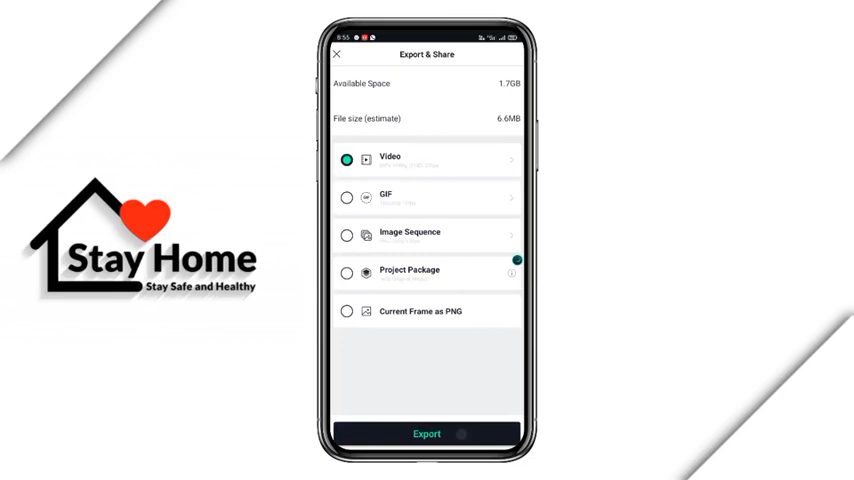 8:55
Export & Share
Available Space 1.7GB
File size (estimate) 6.6MB
Video
GIF
Image Sequence
Project Package
Current Frame as PNG
Export
Stay Home
Stay Safe and Healthy